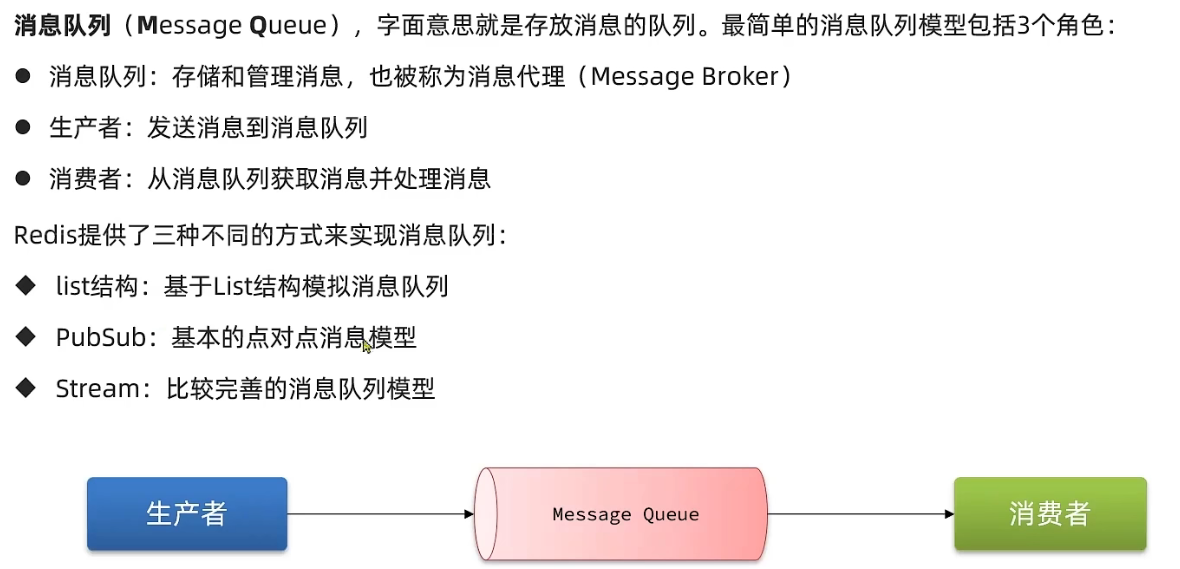 消息队列（Message Queue），字面意思就是存放消息的队列。最简单的消息队列模型包括3个角色：
● 消息队列：存储和管理消息，也被称为消息代理（Message Broker）
● 生产者：发送消息到消息队列
● 消费者：从消息队列获取消息并处理消息
Redis提供了三种不同的方式来实现消息队列：
◆ list结构：基于List结构模拟消息队列
◆ PubSub：基本的点对点消息模型
◆ Stream：比较完善的消息队列模型
生产者
Message Queue
消费者